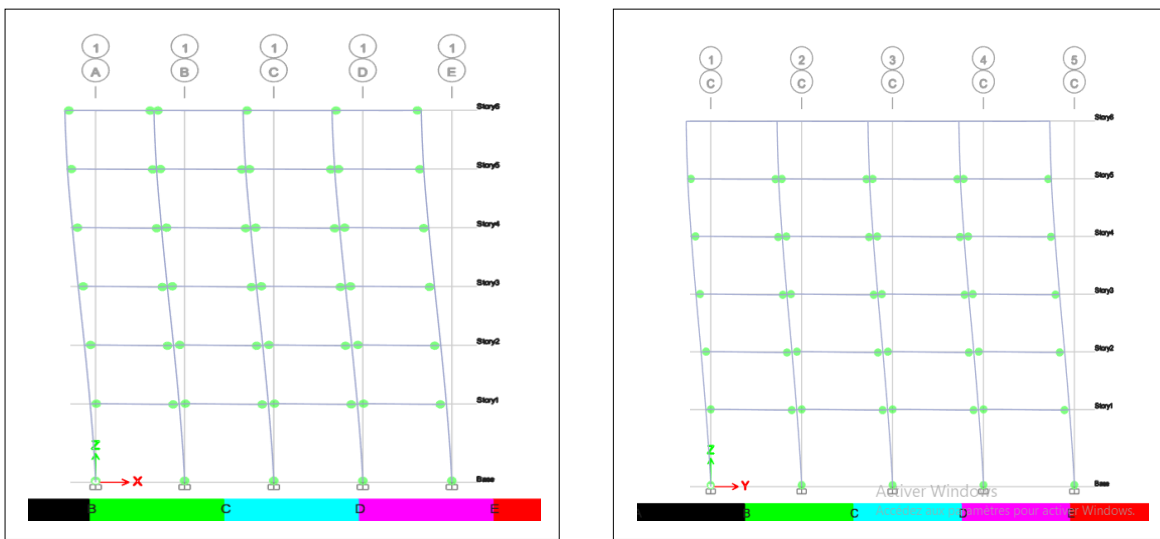 1 1 1 1 1
A B C D E
Story6
Story5
Story4
Story3
Story2
Story1
Z
X
Base
B C D E
1 2 3 4 5
C C C C C
Story6
Story5
Story4
Story3
Story2
Story1
Z
Y
Base
Activer Windows
B C D
Accédez aux paramètres pour activer Windows.